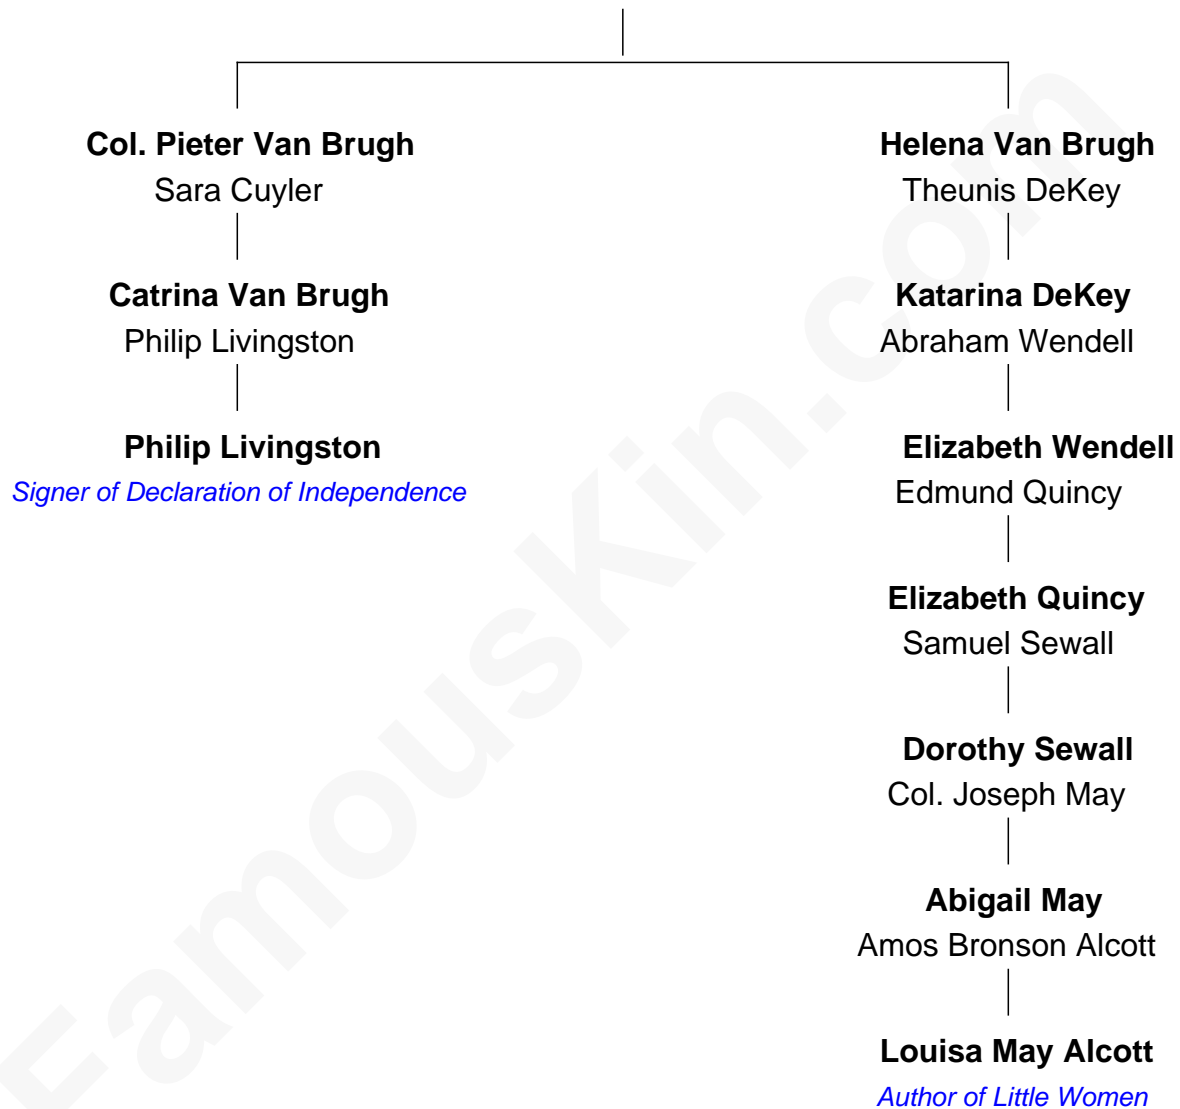 Col. Pieter Van Brugh
Sara Cuyler
Catrina Van Brugh
Philip Livingston
Philip Livingston
Signer of Declaration of Independence
Helena Van Brugh
Theunis DeKey
Katarina DeKey
Abraham Wendell
Elizabeth Wendell
Edmund Quincy
Elizabeth Quincy
Samuel Sewall
Dorothy Sewall
Col. Joseph May
Abigail May
Amos Bronson Alcott
Louisa May Alcott
Author of Little Women
FamousKin.com